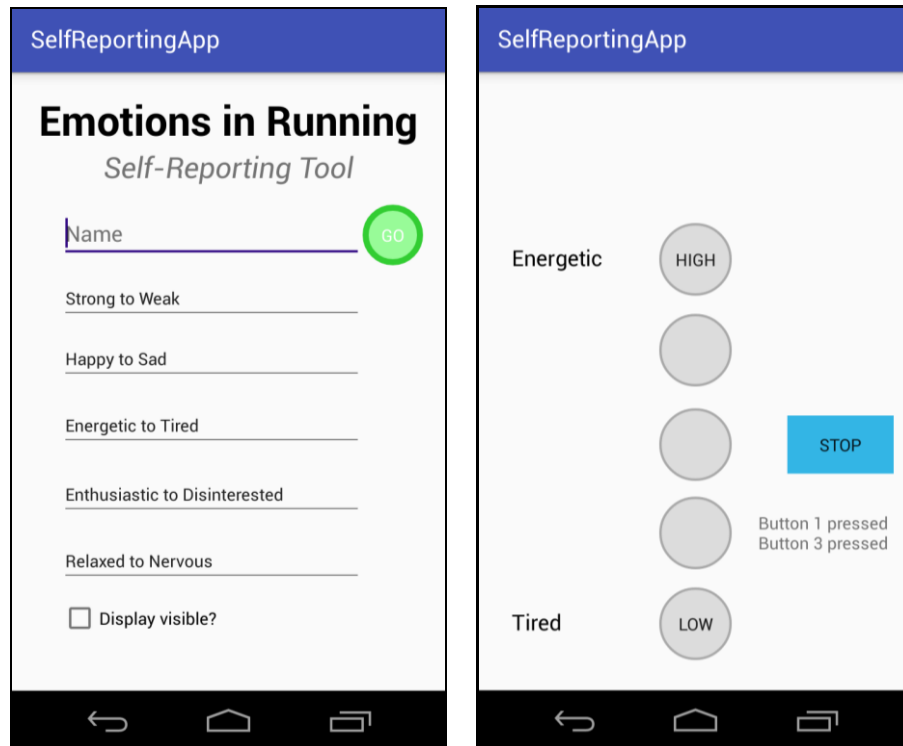 SelfReportingApp
Emotions in Running
Self-Reporting Tool
Name
GO
Strong to Weak
Happy to Sad
Energetic to Tired
Enthusiastic to Disinterested
Relaxed to Nervous
Display visible?
SelfReportingApp
Energetic
HIGH
STOP
Button 1 pressed
Button 3 pressed
Tired
LOW